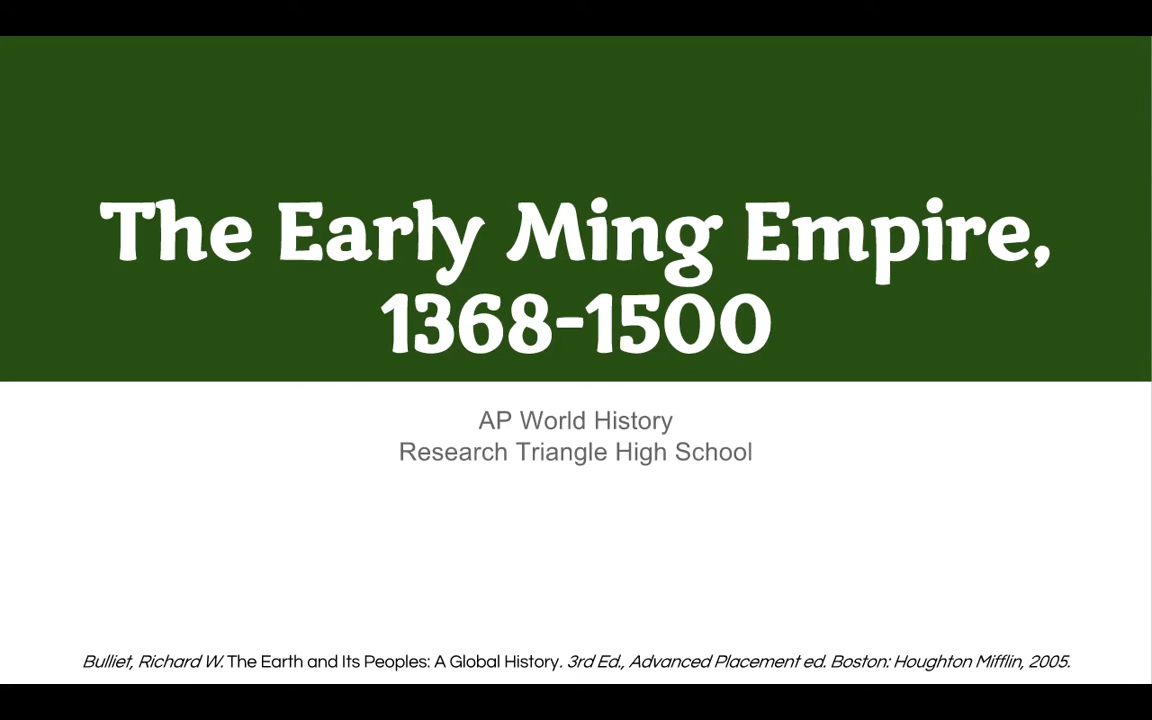 The Early Ming Empire,
1368-1500
AP World History
Research Triangle High School
Bulliet, Richard W. The Earth and Its Peoples: A Global History. 3rd Ed., Advanced Placement ed. Boston: Houghton Mifflin, 2005.